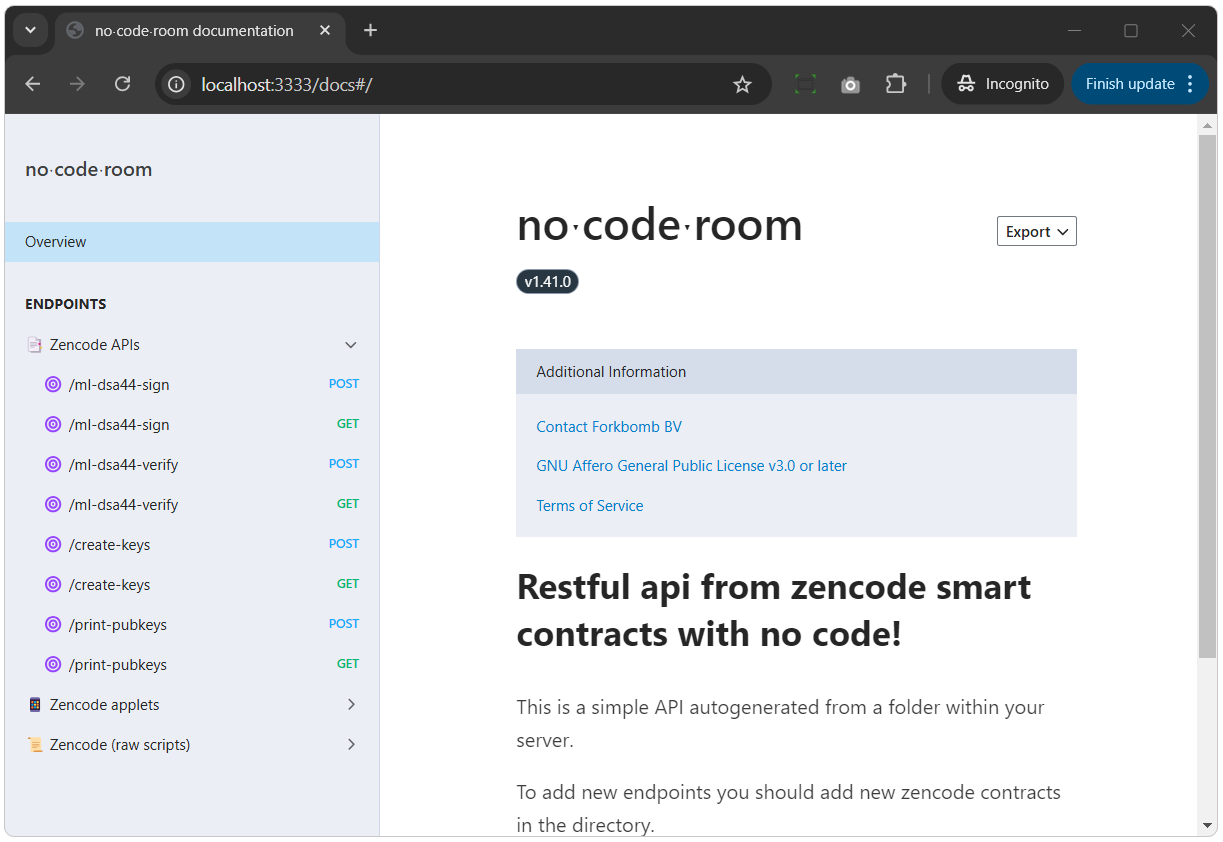 no·code·room documentation
localhost:3333/docs#/
Incognito
Finish update
no·code·room
Overview
ENDPOINTS
Zencode APIs
/ml-dsa44-sign POST
/ml-dsa44-sign GET
/ml-dsa44-verify POST
/ml-dsa44-verify GET
/create-keys POST
/create-keys GET
/print-pubkeys POST
/print-pubkeys GET
Zencode applets
Zencode (raw scripts)
no·code·room
Export
v1.41.0
Additional Information
Contact Forkbomb BV
GNU Affero General Public License v3.0 or later
Terms of Service
Restful api from zencode smart
contracts with no code!
This is a simple API autogenerated from a folder within your
server.
To add new endpoints you should add new zencode contracts
in the directory.